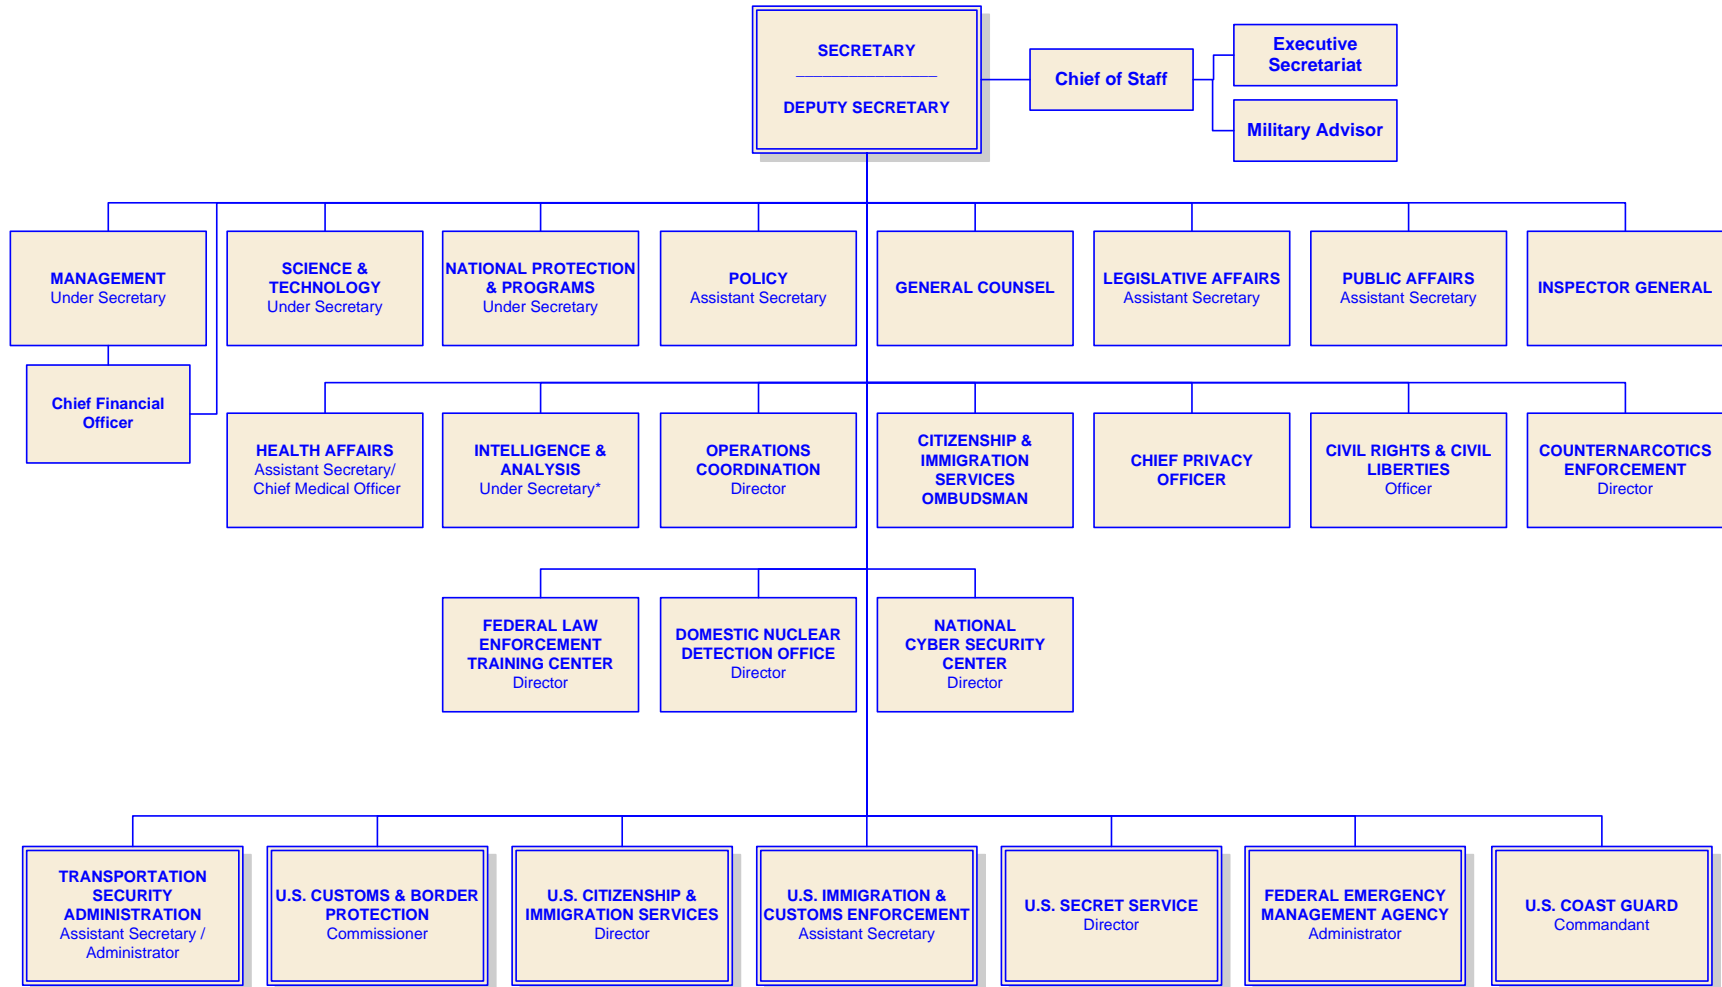 SECRETARY
DEPUTY SECRETARY
Chief of Staff
Executive
Secretariat
Military Advisor
MANAGEMENT
Under Secretary
SCIENCE &
TECHNOLOGY
Under Secretary
NATIONAL PROTECTION
& PROGRAMS
Under Secretary
POLICY
Assistant Secretary
GENERAL COUNSEL
LEGISLATIVE AFFAIRS
Assistant Secretary
PUBLIC AFFAIRS
Assistant Secretary
INSPECTOR GENERAL
Chief Financial
Officer
HEALTH AFFAIRS
Assistant Secretary/
Chief Medical Officer
INTELLIGENCE &
ANALYSIS
Under Secretary*
OPERATIONS
COORDINATION
Director
CITIZENSHIP &
IMMIGRATION
SERVICES
OMBUDSMAN
CHIEF PRIVACY
OFFICER
CIVIL RIGHTS & CIVIL
LIBERTIES
Officer
COUNTERNARCOTICS
ENFORCEMENT
Director
FEDERAL LAW
ENFORCEMENT
TRAINING CENTER
Director
DOMESTIC NUCLEAR
DETECTION OFFICE
Director
NATIONAL
CYBER SECURITY
CENTER
Director
TRANSPORTATION
SECURITY
ADMINISTRATION
Assistant Secretary /
Administrator
U.S. CUSTOMS & BORDER
PROTECTION
Commissioner
U.S. CITIZENSHIP &
IMMIGRATION SERVICES
Director
U.S. IMMIGRATION &
CUSTOMS ENFORCEMENT
Assistant Secretary
U.S. SECRET SERVICE
Director
FEDERAL EMERGENCY
MANAGEMENT AGENCY
Administrator
U.S. COAST GUARD
Commandant